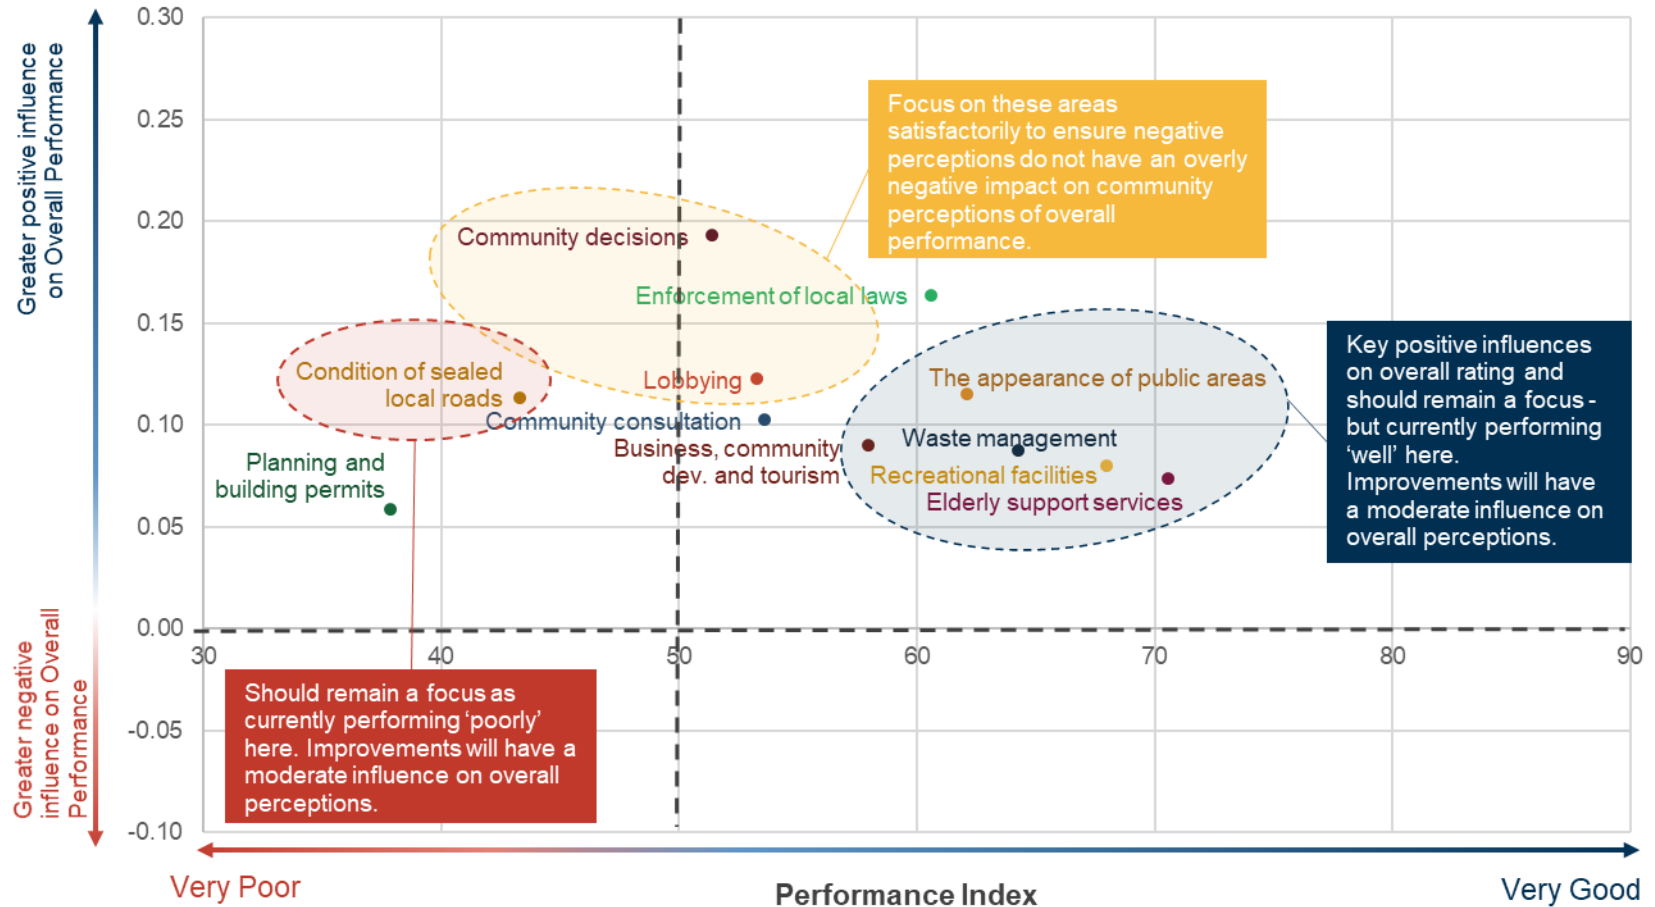 Greater positive influence
on Overall Performance
Greater negative
influence on Overall
Performance
0.30
0.25
0.20
0.15
0.10
0.05
0.00
-0.05
-0.10
30
40
50
60
70
80
90
Focus on these areas
satisfactorily to ensure negative
perceptions do not have an overly
negative impact on community
perceptions of overall
performance.
Community decisions
Enforcement of local laws
Condition of sealed
local roads
Lobbying
Community consultation
The appearance of public areas
Business, community
dev. and tourism
Waste management
Recreational facilities
Elderly support services
Planning and
building permits
Key positive influences
on overall rating and
should remain a focus -
but currently performing
‘well’ here.
Improvements will have
a moderate influence on
overall perceptions.
Should remain a focus as
currently performing ‘poorly’
here. Improvements will have a
moderate influence on overall
perceptions.
Very Poor
Performance Index
Very Good